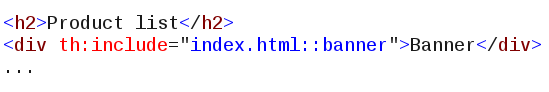 <h2>Product list</h2>
<div th:include="index.html::banner">Banner</div>
...